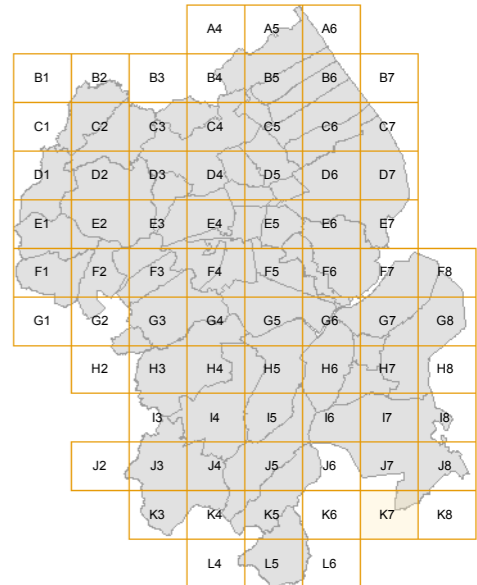 A4 A5 A6
B1 B2 B3 B4 B5 B6 B7
C1 C2 C3 C4 C5 C6 C7
D1 D2 D3 D4 D5 D6 D7
E1 E2 E3 E4 E5 E6 E7
F1 F2 F3 F4 F5 F6 F7 F8
G1 G2 G3 G4 G5 G6 G7 G8
H2 H3 H4 H5 H6 H7 H8
I3 I4 I5 I6 I7 I8
J2 J3 J4 J5 J6 J7 J8
K3 K4 K5 K6 K7 K8
L4 L5 L6